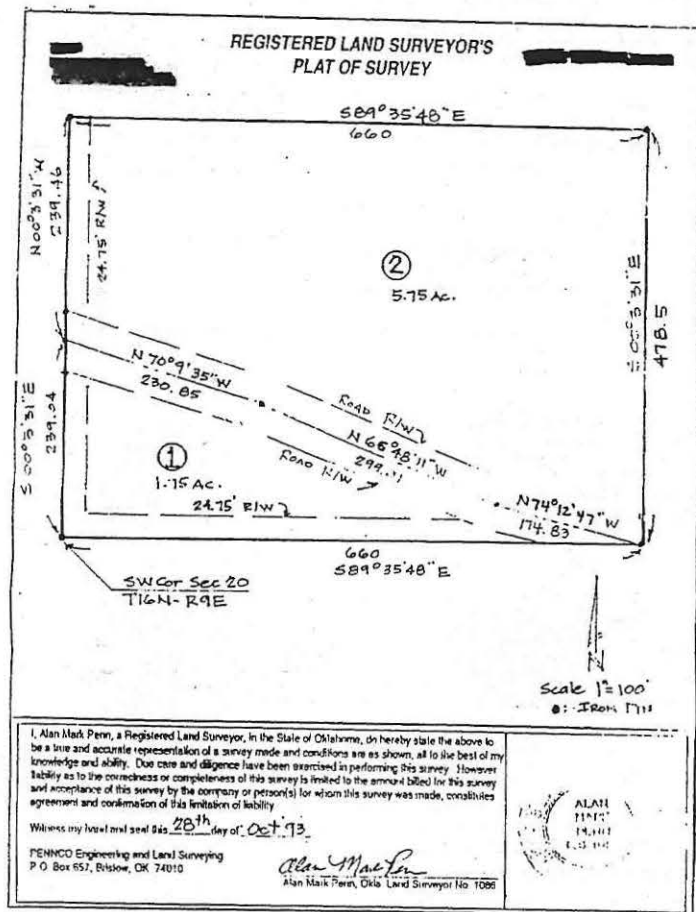 REGISTERED LAND SURVEYOR'S
PLAT OF SURVEY
S89°35'48"E
660
N00°3'31"W
239.46
24.75' R/W
②
5.75 Ac.
S 00°3'31"E
478.5
N 70°9'35"W
230.85
ROAD R/W
N 66°48'11"W
ROAD R/W
S 00°3'31"E
239.04
①
1.75 Ac.
24.75' R/W
N74°12'47"W
174.83
660
S89°35'48"E
SW Cor Sec 20
T16N-R9E
Scale 1"=100'
●: IRON PIN
I, Alan Mark Penn, a Registered Land Surveyor, in the State of Oklahoma, do hereby state the above to
be a true and accurate representation of a survey made and conditions are as shown, all to the best of my
knowledge and ability. Due care and diligence have been exercised in performing this survey. However
liability as to the correctness or completeness of this survey is limited to the amount billed for this survey
and acceptance of this survey by the company or person(s) for whom this survey was made, constitutes
agreement and confirmation of this limitation of liability
Witness my hand and seal this 28th day of Oct '93
PENNCO Engineering and Land Surveying
P O. Box 657, Bristow, OK 74010
Alan Mark Penn
Alan Mark Penn, Okla Land Surveyor No 1086
ALAN
MARK
PENN